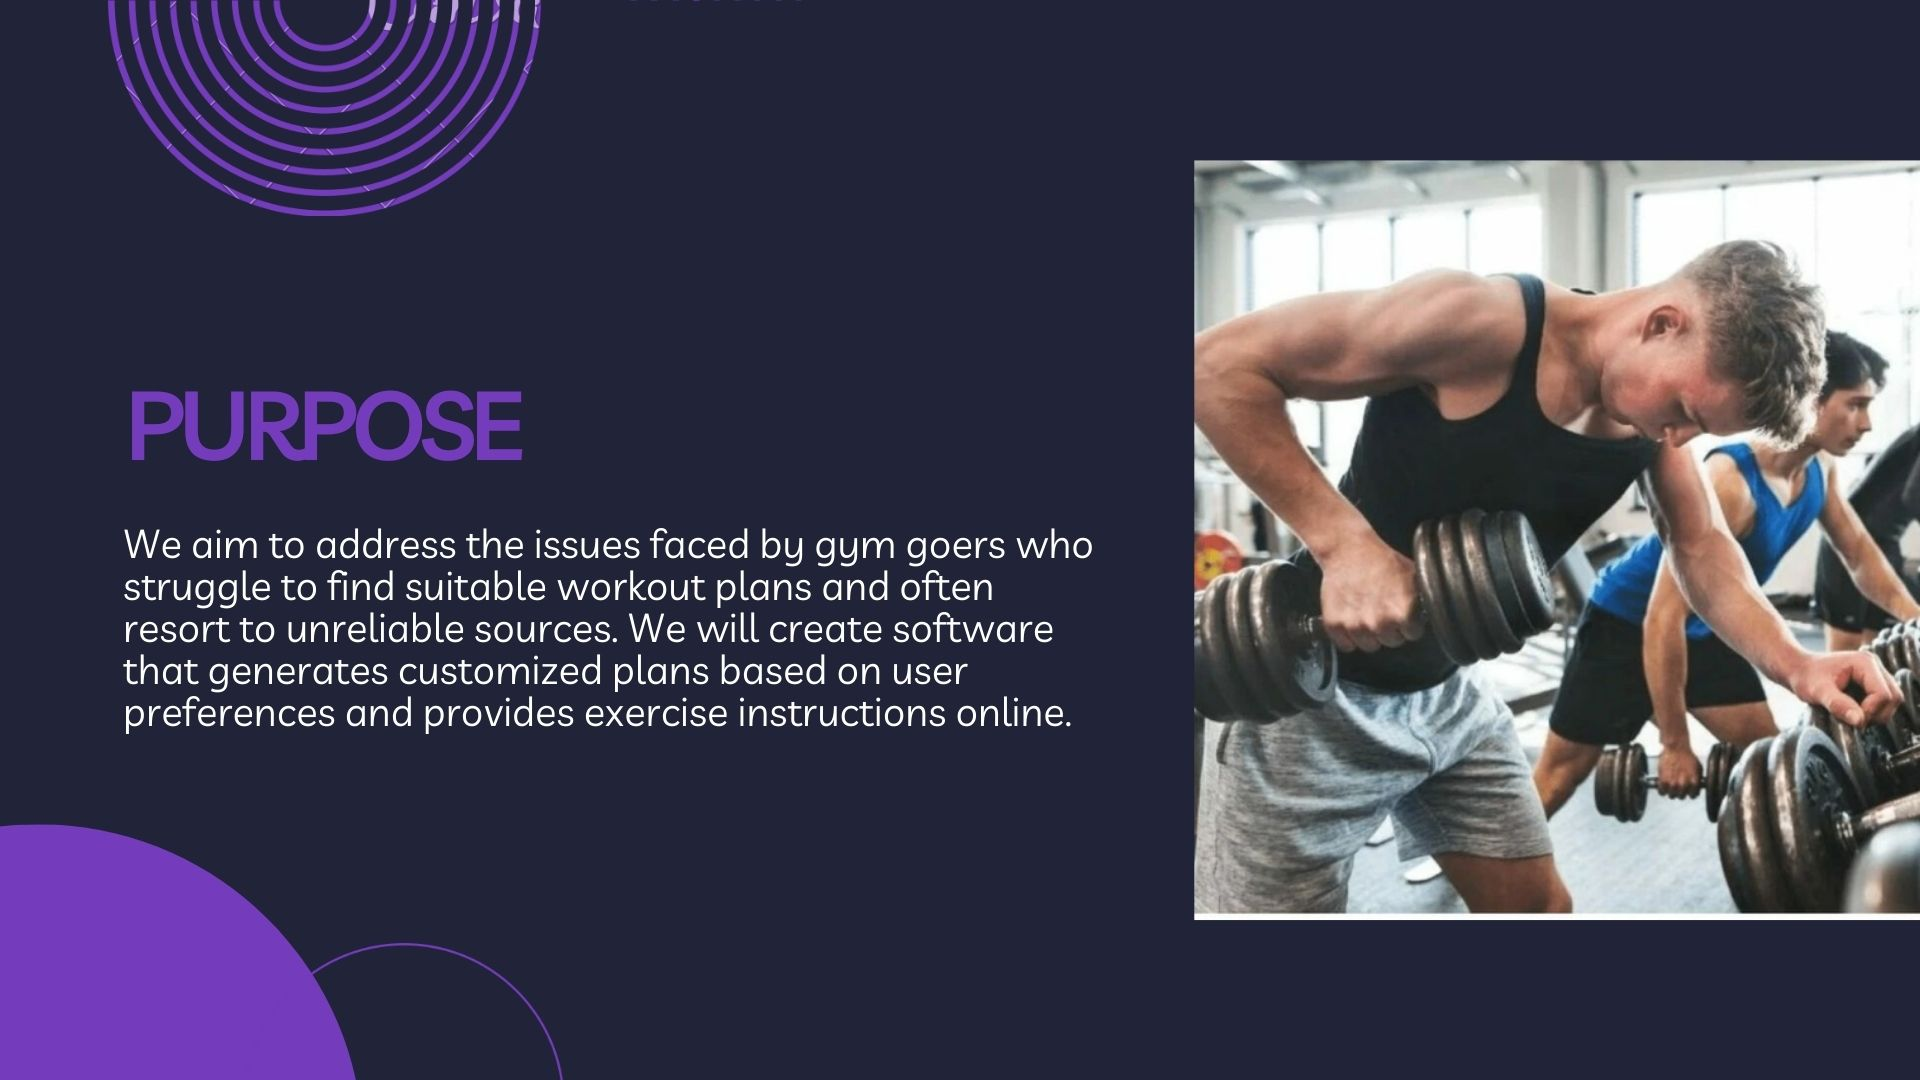 PURPOSE
We aim to address the issues faced by gym goers who
struggle to find suitable workout plans and often
resort to unreliable sources. We will create software
that generates customized plans based on user
preferences and provides exercise instructions online.